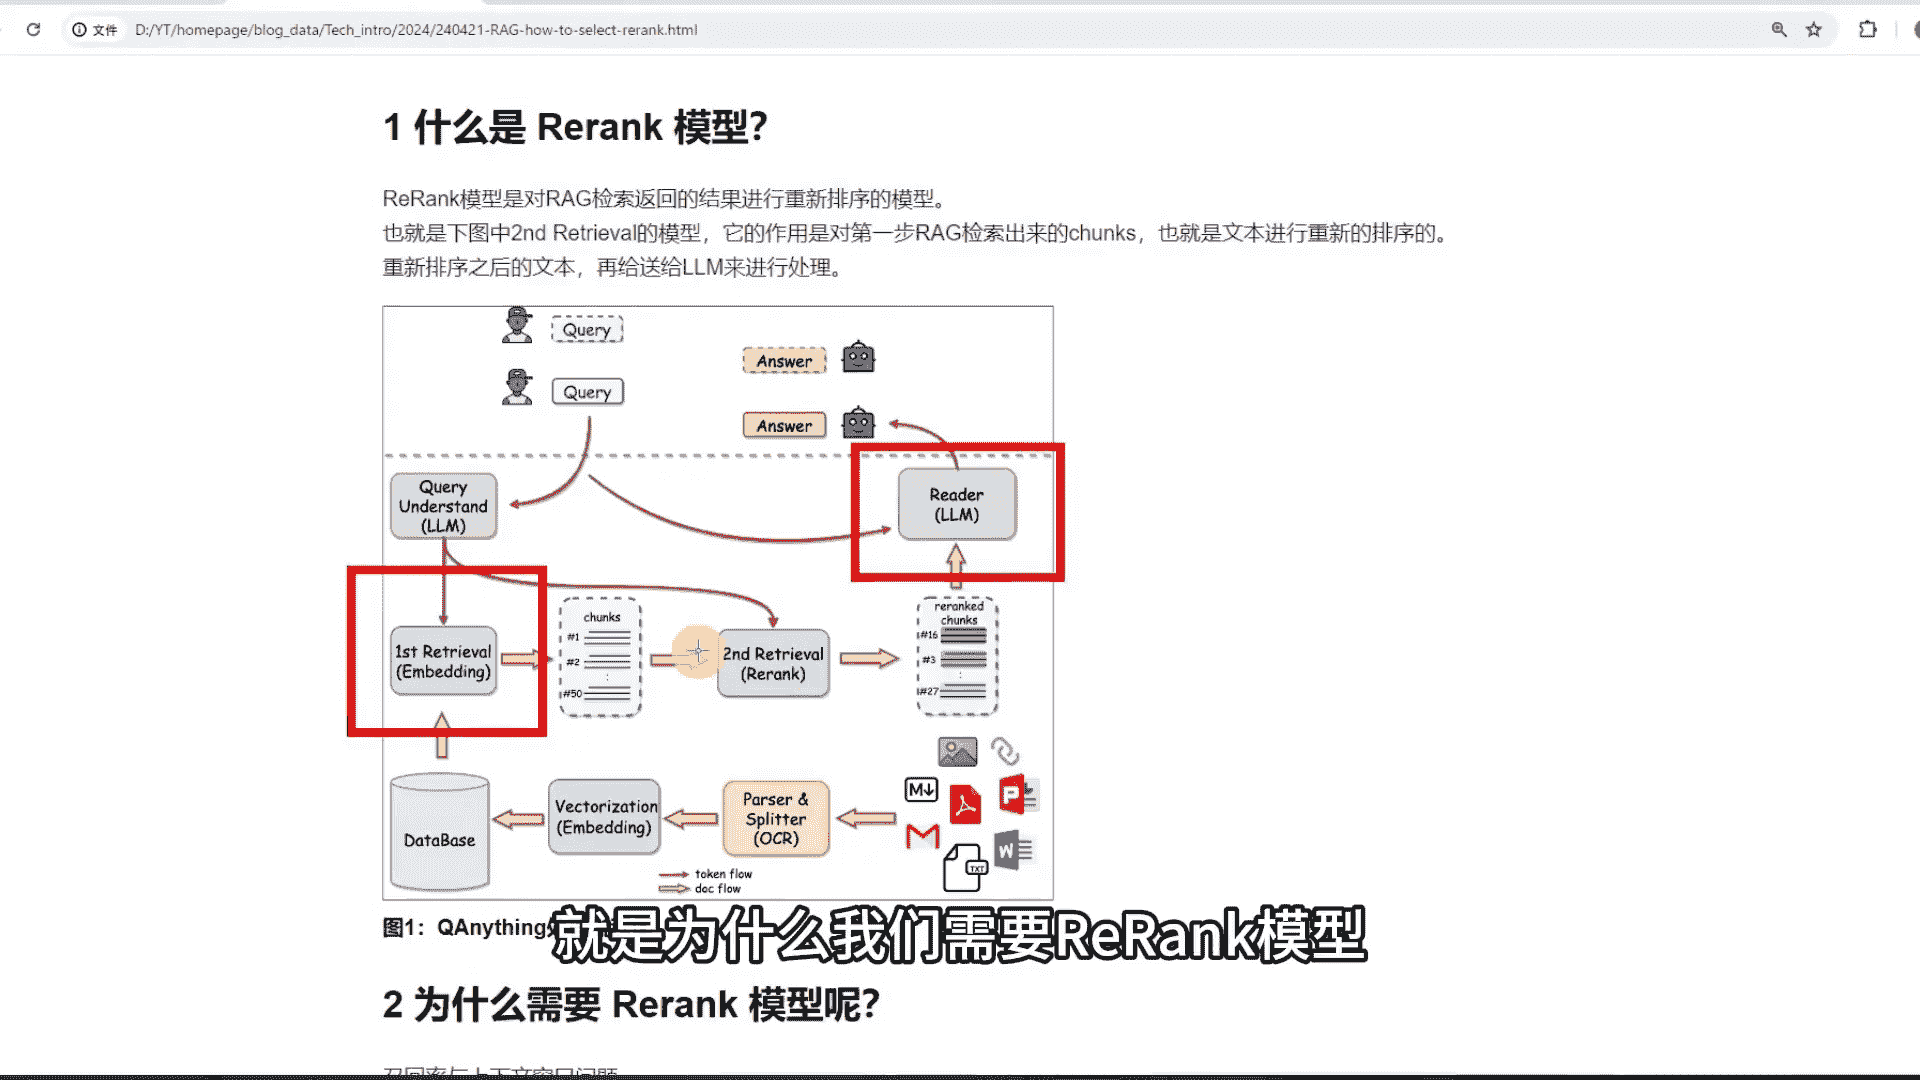 文件 D:/YT/homepage/blog_data/Tech_intro/2024/240421-RAG-how-to-select-rerank.html
1 什么是 Rerank 模型?
ReRank模型是对RAG检索返回的结果进行重新排序的模型。
也就是下图中2nd Retrieval的模型，它的作用是对第一步RAG检索出来的chunks，也就是文本进行重新的排序的。
重新排序之后的文本，再给送给LLM来进行处理。
Query
Answer
Query
Answer
Query
Understand
(LLM)
Reader
(LLM)
1st Retrieval
(Embedding)
chunks
#1
#2
#50
2nd Retrieval
(Rerank)
reranked
chunks
#16
#3
#27
DataBase
Vectorization
(Embedding)
Parser &
Splitter
(OCR)
M
P
W
TXT
token flow
doc flow
图1：QAnything
就是为什么我们需要ReRank模型
2 为什么需要 Rerank 模型呢?